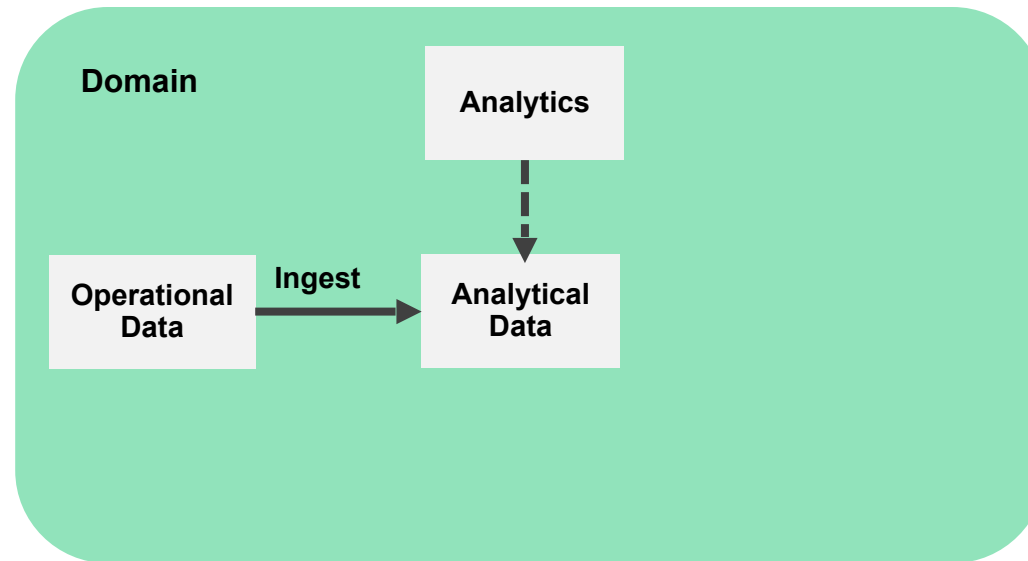 Domain
Analytics
Ingest
Operational
Data
Analytical
Data